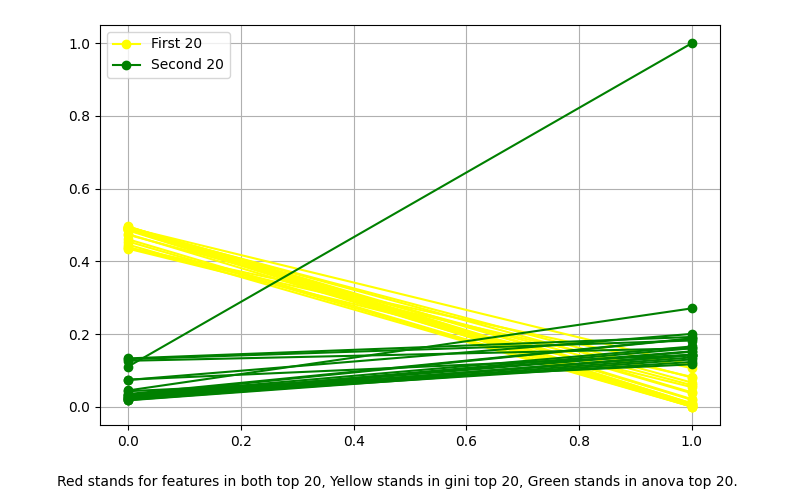 First 20
Second 20
1.0
0.8
0.6
0.4
0.2
0.0
0.0 0.2 0.4 0.6 0.8 1.0
Red stands for features in both top 20, Yellow stands in gini top 20, Green stands in anova top 20.